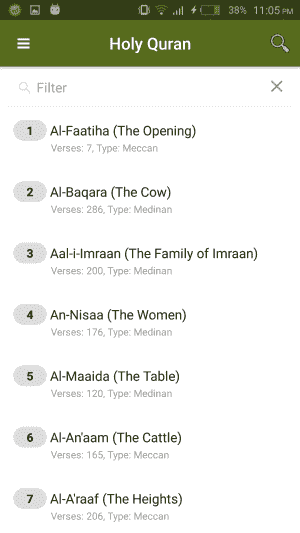 38% 11:05 PM
Holy Quran
Filter
1 Al-Faatiha (The Opening)
Verses: 7, Type: Meccan
2 Al-Baqara (The Cow)
Verses: 286, Type: Medinan
3 Aal-i-Imraan (The Family of Imraan)
Verses: 200, Type: Medinan
4 An-Nisaa (The Women)
Verses: 176, Type: Medinan
5 Al-Maaida (The Table)
Verses: 120, Type: Medinan
6 Al-An'aam (The Cattle)
Verses: 165, Type: Meccan
7 Al-A'raaf (The Heights)
Verses: 206, Type: Meccan